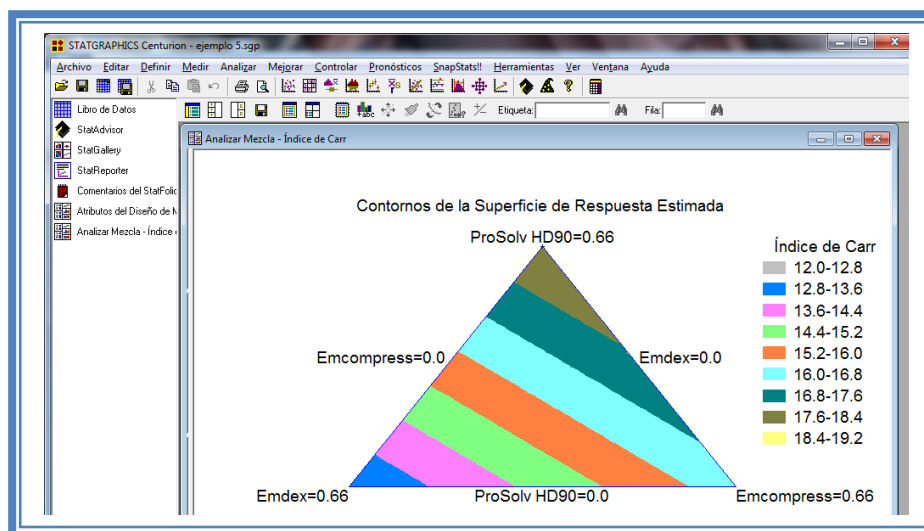 STATGRAPHICS Centurion - ejemplo 5.sgp
Archivo Editar Definir Medir Analizar Mejorar Controlar Pronósticos SnapStats!! Herramientas Ver Ventana Ayuda
Etiqueta: Fila:
Libro de Datos
StatAdvisor
StatGallery
StatReporter
Comentarios del StatFolio
Atributos del Diseño de M
Analizar Mezcla - Índice
Analizar Mezcla - Índice de Carr
Contornos de la Superficie de Respuesta Estimada
ProSolv HD90=0.66
Emcompress=0.0
Emdex=0.0
Emdex=0.66
ProSolv HD90=0.0
Emcompress=0.66
Índice de Carr
12.0-12.8
12.8-13.6
13.6-14.4
14.4-15.2
15.2-16.0
16.0-16.8
16.8-17.6
17.6-18.4
18.4-19.2